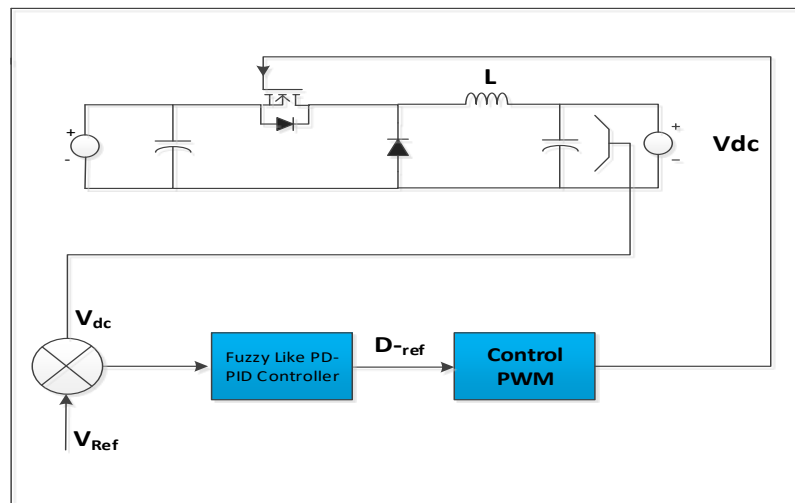 L
+
-
+
−
Vdc
Vdc
Fuzzy Like PD-
PID Controller
D-ref
Control
PWM
VRef